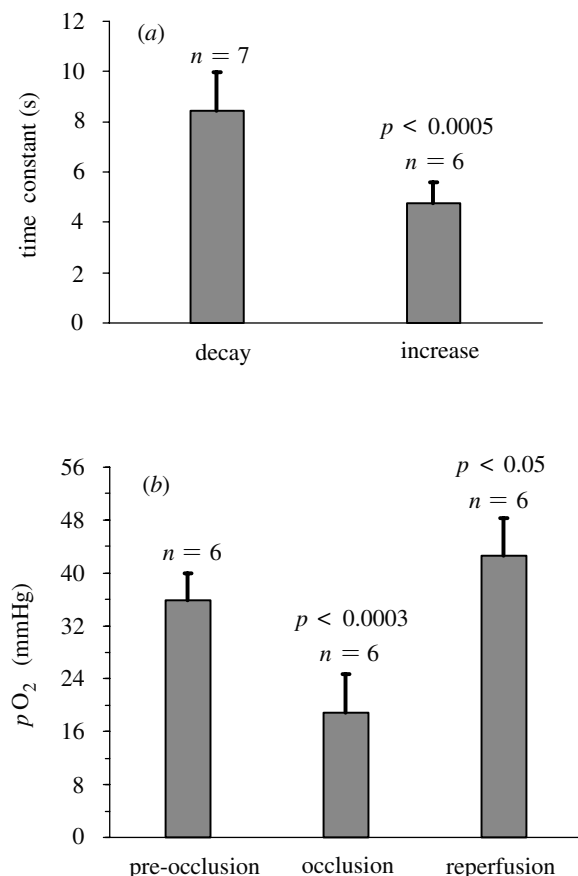 (a)
12
10
8
6
4
2
0
time constant (s)
n = 7
p < 0.0005
n = 6
decay increase
(b)
56
48
40
32
24
16
8
0
pO2 (mmHg)
n = 6
p < 0.0003
n = 6
p < 0.05
n = 6
pre-occlusion occlusion reperfusion